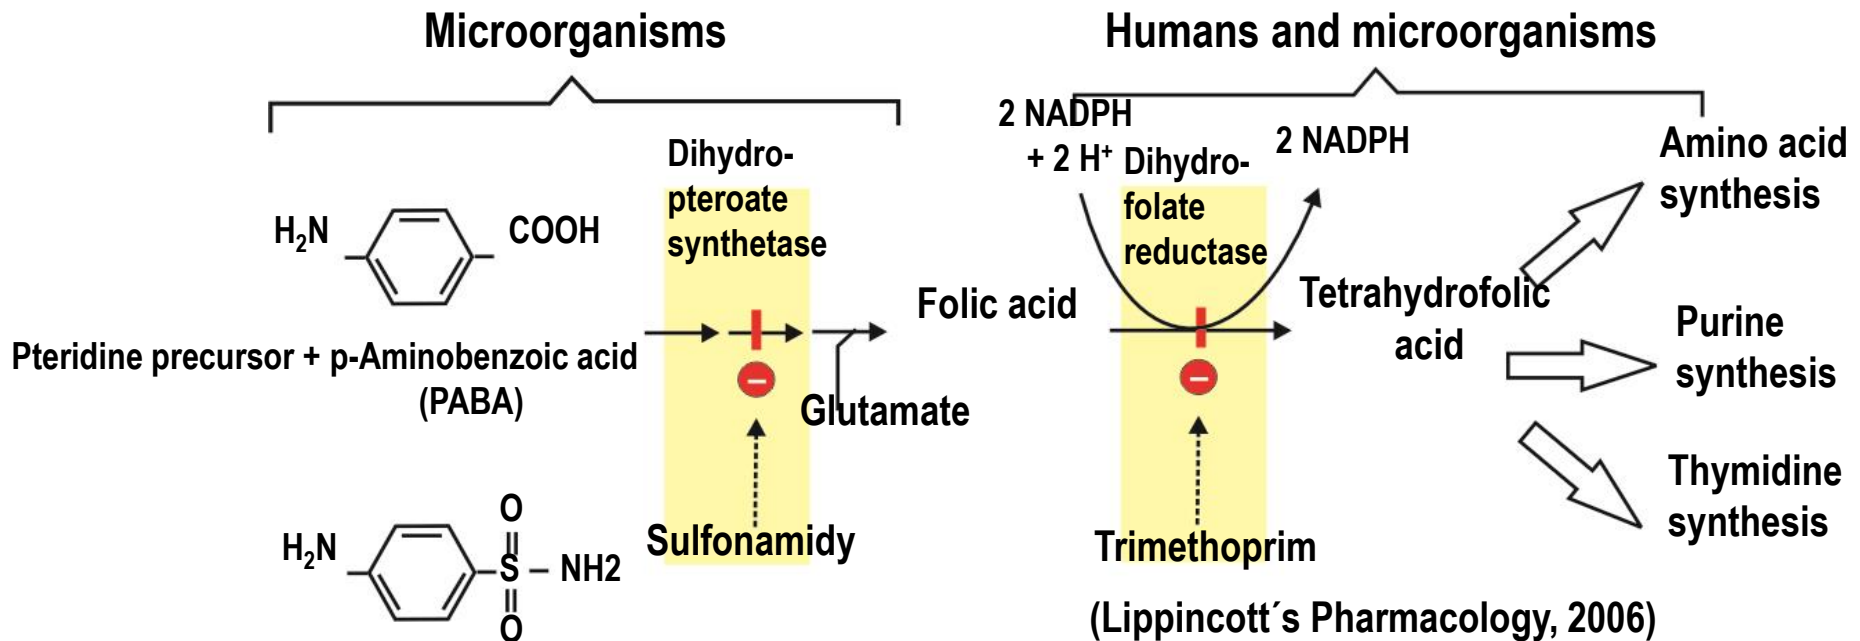 Microorganisms
Humans and microorganisms
2 NADPH
+ 2 H⁺
2 NADPH
Dihydro-
pteroate
synthetase
Dihydro-
folate
reductase
Amino acid
synthesis
H₂N
COOH
Folic acid
Tetrahydrofolic
acid
Purine
synthesis
Pteridine precursor + p-Aminobenzoic acid
(PABA)
–
–
Glutamate
Thymidine
synthesis
O
H₂N
S
NH2
O
Sulfonamidy
Trimethoprim
(Lippincott´s Pharmacology, 2006)